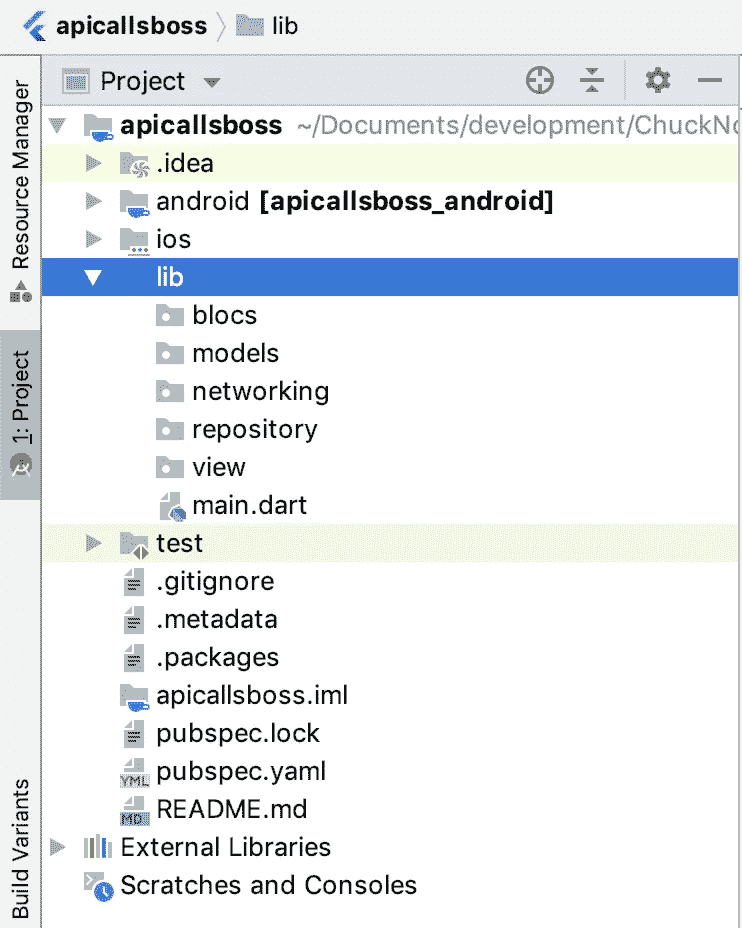 apicallsboss lib
Project
apicallsboss ~/Documents/development/ChuckNo
.idea
android [apicallsboss_android]
ios
lib
blocs
models
networking
repository
view
main.dart
test
.gitignore
.metadata
.packages
apicallsboss.iml
pubspec.lock
YML pubspec.yaml
MD README.md
External Libraries
Scratches and Consoles
Resource Manager
1: Project
Build Variants